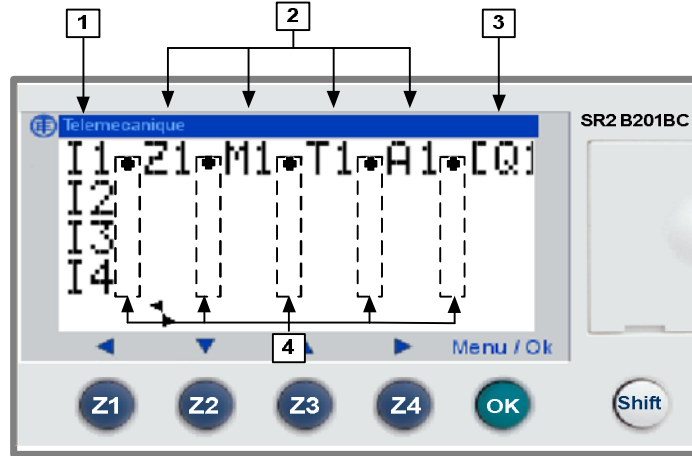 1 2 3
Telemecanique
SR2 B201BC
I1 Z1 M1 T1 A1 [Q1
I2
I3
I4
4
Menu / Ok
Z1 Z2 Z3 Z4 OK Shift